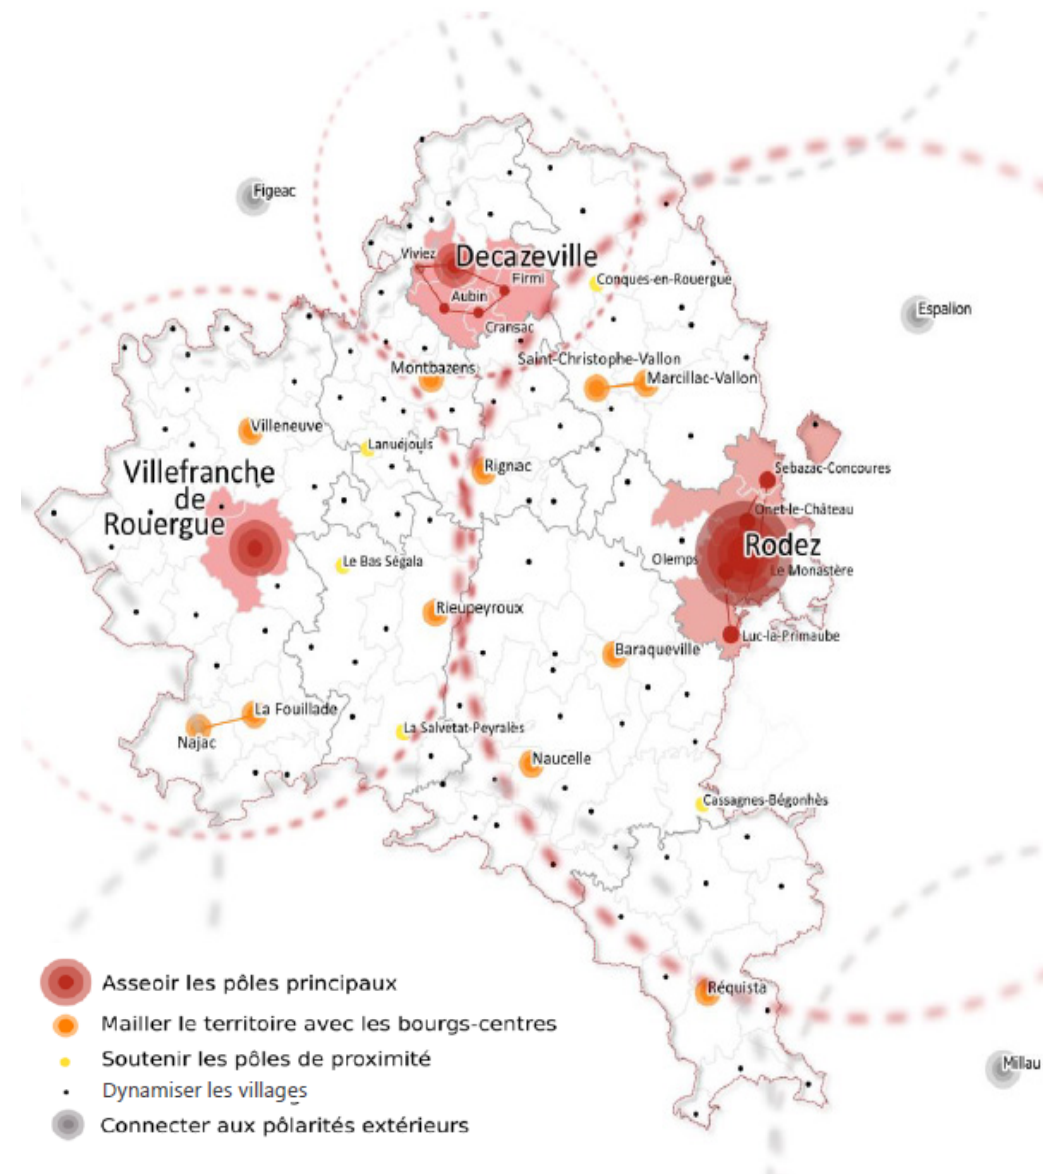 Figeac
Viviez
Decazeville
Firmi
Conques-en-Rouergue
Aubin
Espalion
Cransac
Saint-Christophe-Vallon
Montbazens
Marcillac-Vallon
Villeneuve
Lanuéjouls
Rignac
Sebazac-Concoures
Villefranche
de
Rouergue
Onet-le-Château
Rodez
Olemps
Le Monastère
Le Bas Ségala
Rieupeyroux
Luc-la-Primaube
Baraqueville
La Fouillade
Najac
La Salvetat-Peyralès
Naucelle
Cassagnes-Bégonhès
Réquista
Millau
Asseoir les pôles principaux
Mailler le territoire avec les bourgs-centres
Soutenir les pôles de proximité
Dynamiser les villages
Connecter aux pôlarités extérieurs